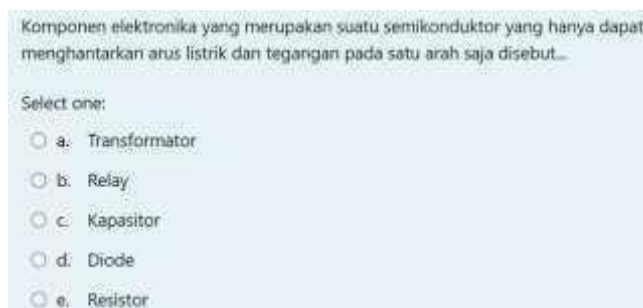 Komponen elektronika yang merupakan suatu semikonduktor yang hanya dapat
menghantarkan arus listrik dan tegangan pada satu arah saja disebut...
Select one:
a. Transformator
b. Relay
c. Kapasitor
d. Diode
e. Resistor